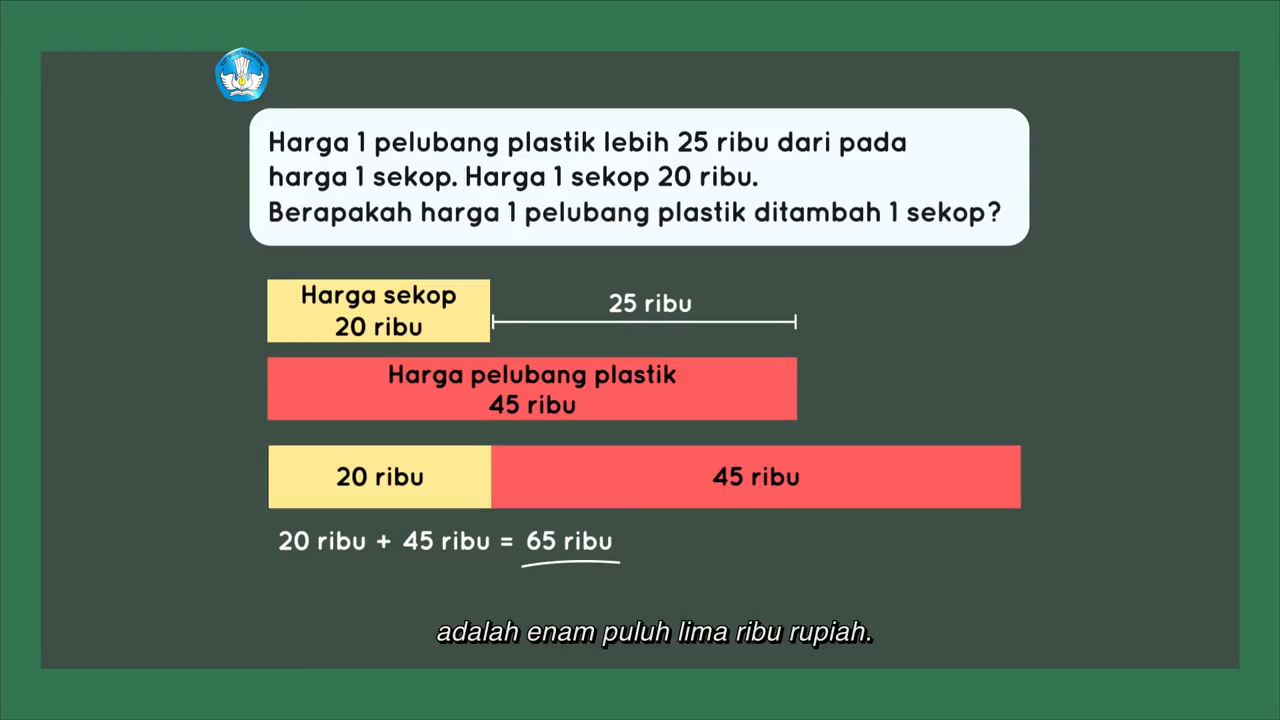 Harga 1 pelubang plastik lebih 25 ribu dari pada
harga 1 sekop. Harga 1 sekop 20 ribu.
Berapakah harga 1 pelubang plastik ditambah 1 sekop?
Harga sekop
20 ribu
25 ribu
Harga pelubang plastik
45 ribu
20 ribu
45 ribu
20 ribu + 45 ribu = 65 ribu
adalah enam puluh lima ribu rupiah.